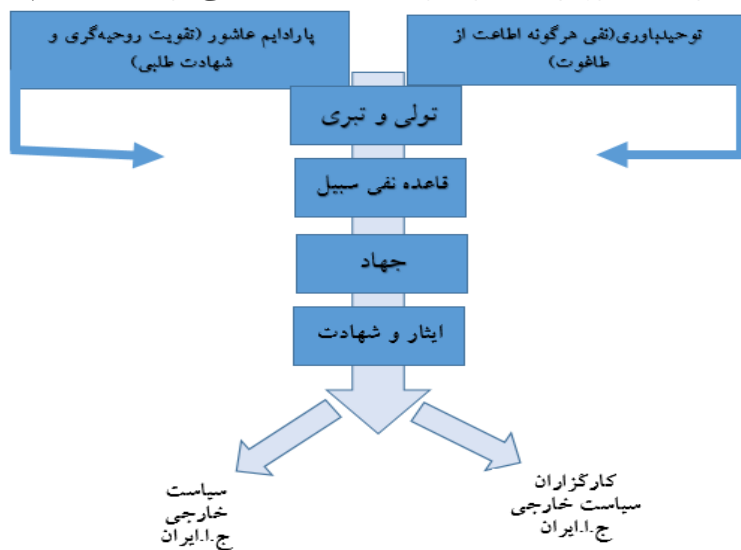 توحیدباوری(نفی هرگونه اطاعت از
طاغوت)
پارادایم عاشور (تقویت روحیه‌گری و
شهادت طلبی)
تولی و تبری
قاعده نفی سبیل
جهاد
ایثار و شهادت
کارگزاران
سیاست خارجی
ج.ا.ایران
سیاست
خارجی
ج.ا.ایران